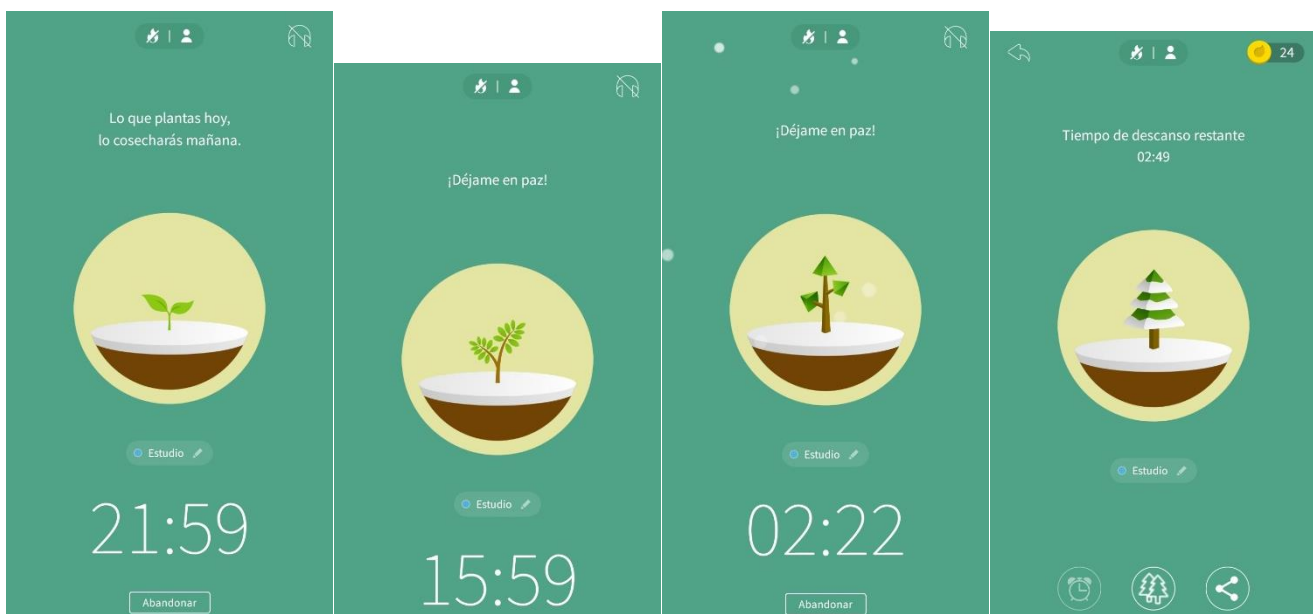 Lo que plantas hoy,
lo cosecharás mañana.
Estudio
21:59
Abandonar
¡Déjame en paz!
Estudio
15:59
¡Déjame en paz!
Estudio
02:22
Abandonar
24
Tiempo de descanso restante
02:49
Estudio